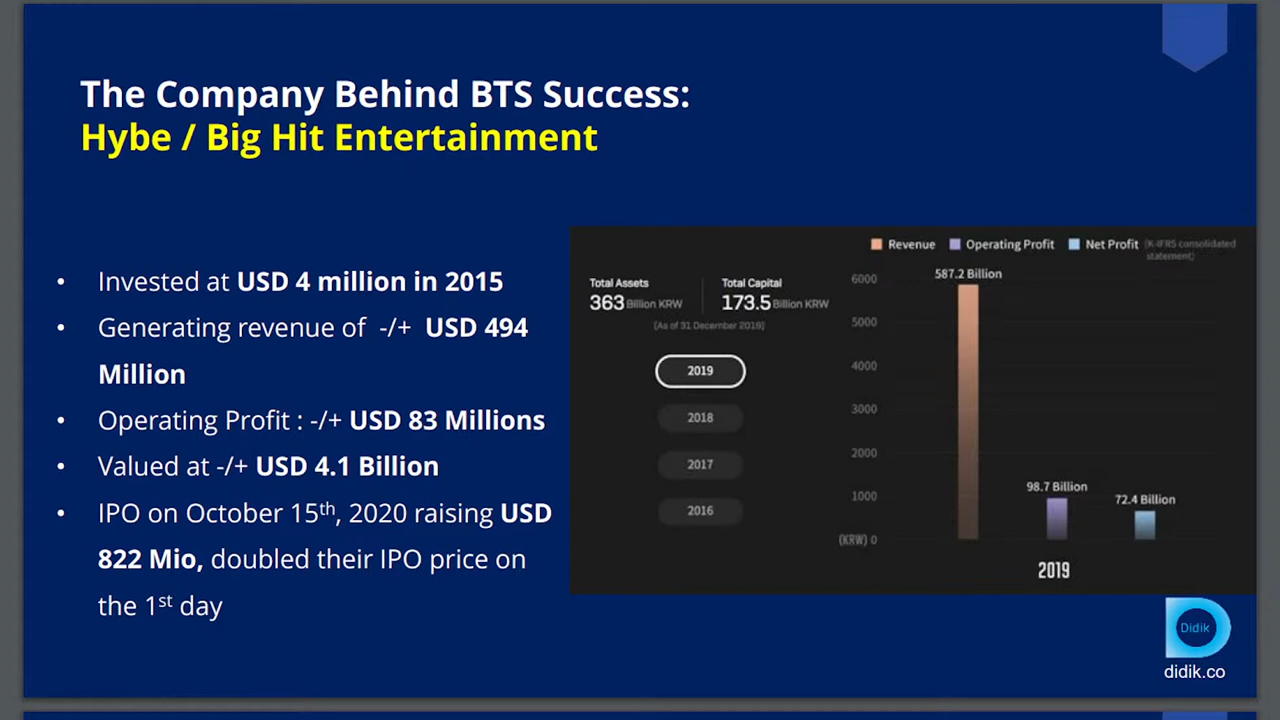 The Company Behind BTS Success:
Hybe / Big Hit Entertainment
• Invested at USD 4 million in 2015
• Generating revenue of -/+ USD 494
Million
• Operating Profit : -/+ USD 83 Millions
• Valued at -/+ USD 4.1 Billion
• IPO on October 15th, 2020 raising USD
822 Mio, doubled their IPO price on
the 1st day
Revenue Operating Profit Net Profit (K-IFRS consolidated
statement)
Total Assets Total Capital
363 Billion KRW 173.5 Billion KRW
(As of 31 December 2019)
2019
2018
2017
2016
6000
5000
4000
3000
2000
1000
(KRW) 0
587.2 Billion
98.7 Billion
72.4 Billion
2019
Didik
didik.co